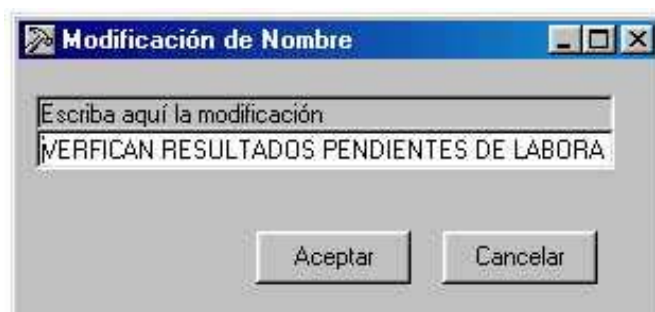 Modificación de Nombre
Escriba aquí la modificación
VERFICAN RESULTADOS PENDIENTES DE LABORA
Aceptar Cancelar